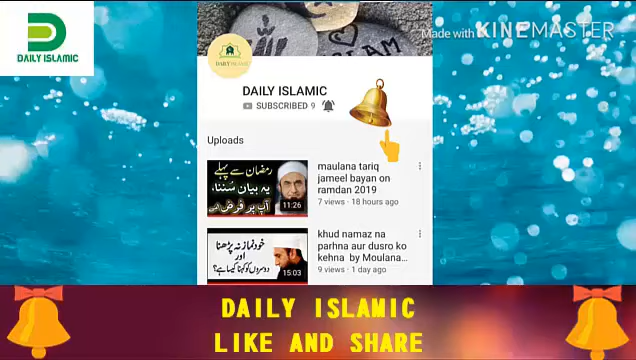 DAILY ISLAMIC
Made with KINEMASTER
DAILY ISLAMIC
DAILY ISLAMIC
SUBSCRIBED 9
Uploads
رمضان سے پہلے
یہ بیان سُننا،
آپ پر فرض
11:26
maulana tariq
jameel bayan on
ramdan 2019
7 views · 18 hours ago
خود نماز نہ پڑھنا
اور
دوسروں کو کہنا کیسا ہے؟
15:03
khud namaz na
parhna aur dusro ko
kehna by Moulana...
9 views · 1 day ago
DAILY ISLAMIC
LIKE AND SHARE